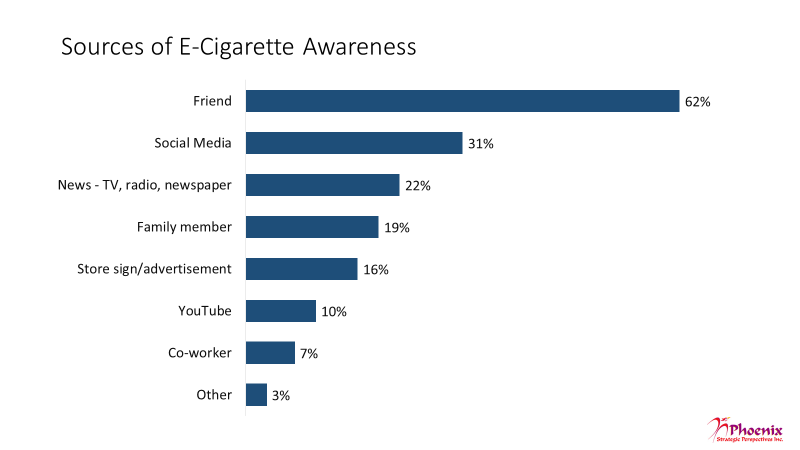 Sources of E-Cigarette Awareness
Friend 62%
Social Media 31%
News - TV, radio, newspaper 22%
Family member 19%
Store sign/advertisement 16%
YouTube 10%
Co-worker 7%
Other 3%
Phoenix
Strategic Perspectives Inc.